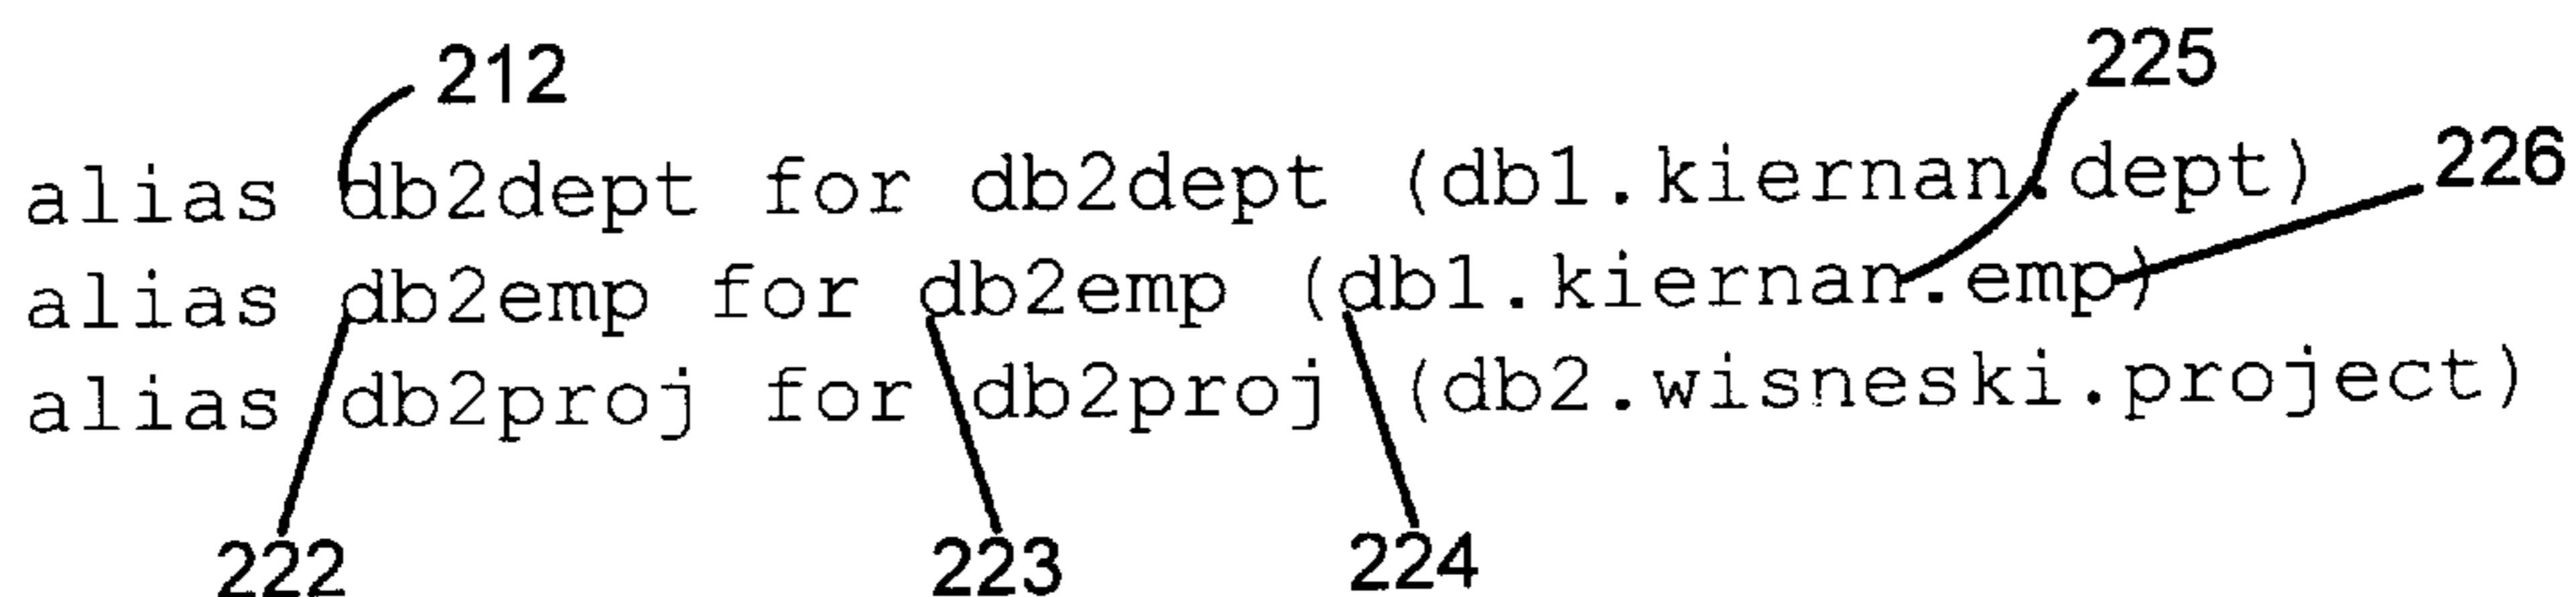 212 225
alias db2dept for db2dept (db1.kiernan.dept) 226
alias db2emp for db2emp (db1.kiernan.emp)
alias db2proj for db2proj (db2.wisneski.project)
222 223 224